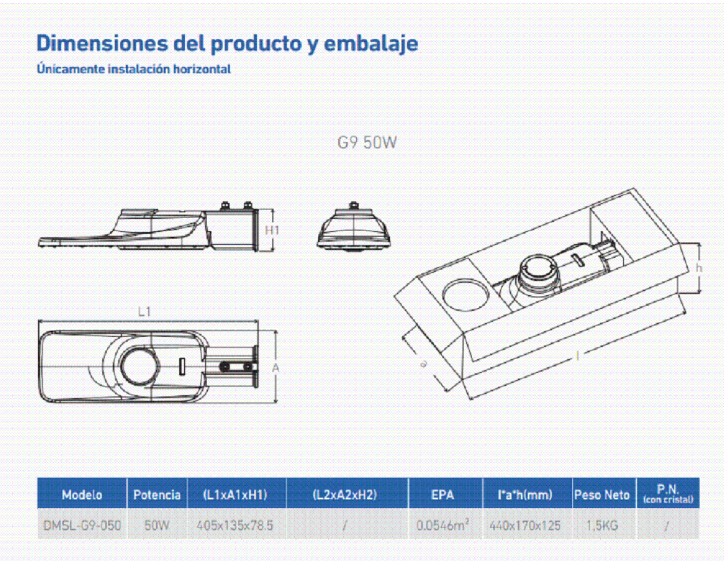 Dimensiones del producto y embalaje
Únicamente instalación horizontal
G9 50W
H1
L1
A
h
a
l
Modelo Potencia (L1xA1xH1) (L2xA2xH2) EPA l*a*h(mm) Peso Neto P.N. (con cristal)
DMSL-G9-050 50W 405x135x78.5 / 0.0546m² 440x170x125 1,5KG /